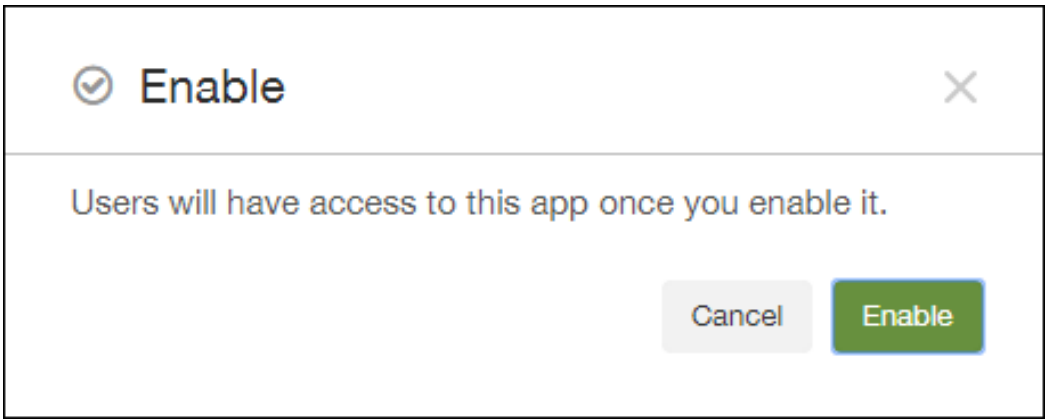 Enable
Users will have access to this app once you enable it.
Cancel
Enable